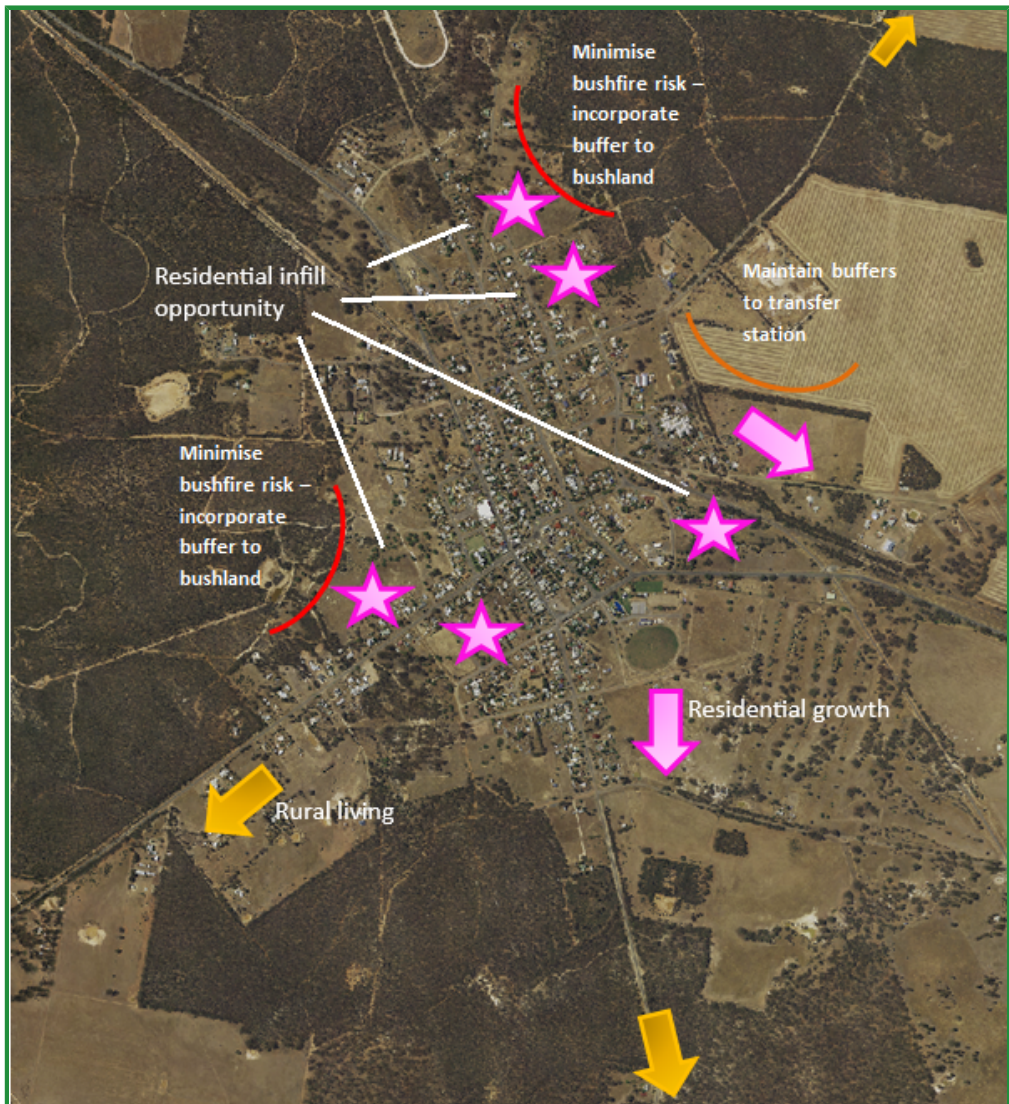 Minimise
bushfire risk –
incorporate
buffer to
bushland
Residential infill
opportunity
Maintain buffers
to transfer
station
Minimise
bushfire risk –
incorporate
buffer to
bushland
Residential growth
Rural living